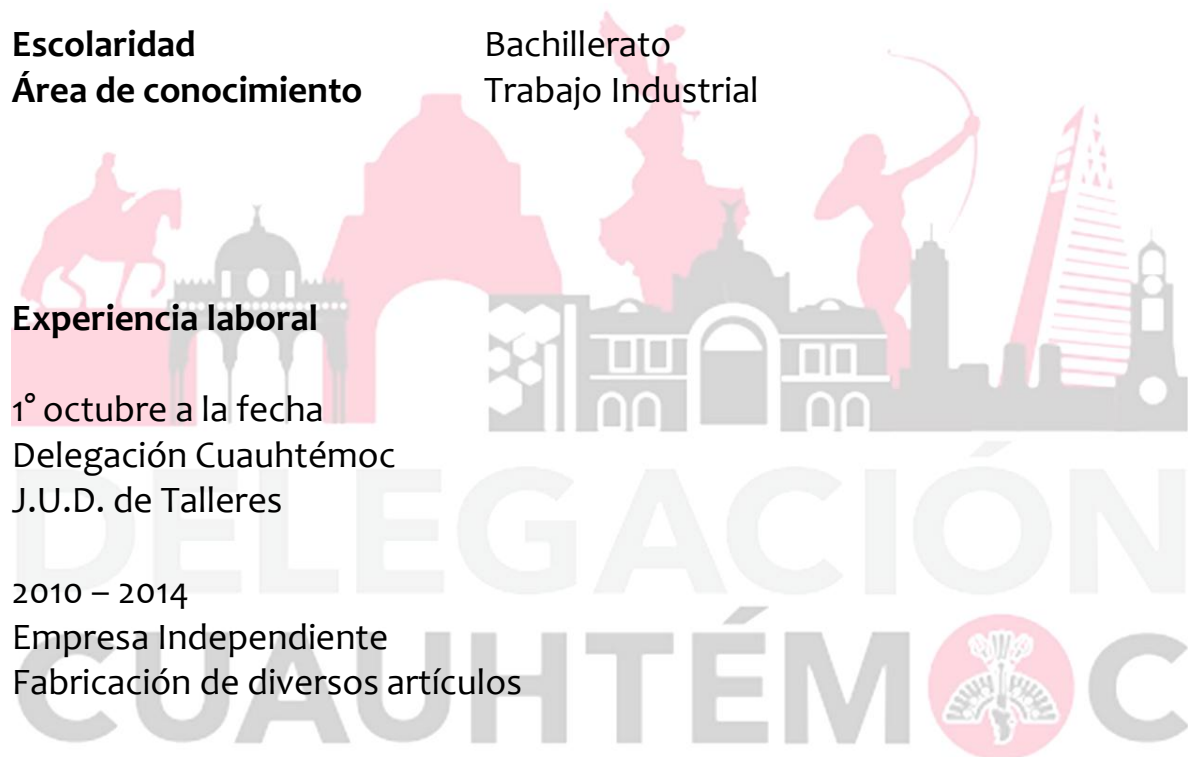 Escolaridad Bachillerato
Área de conocimiento Trabajo Industrial
Experiencia laboral
1° octubre a la fecha
Delegación Cuauhtémoc
J.U.D. de Talleres
2010 – 2014
Empresa Independiente
Fabricación de diversos artículos
DELEGACIÓN
CUAUHTÉMOC